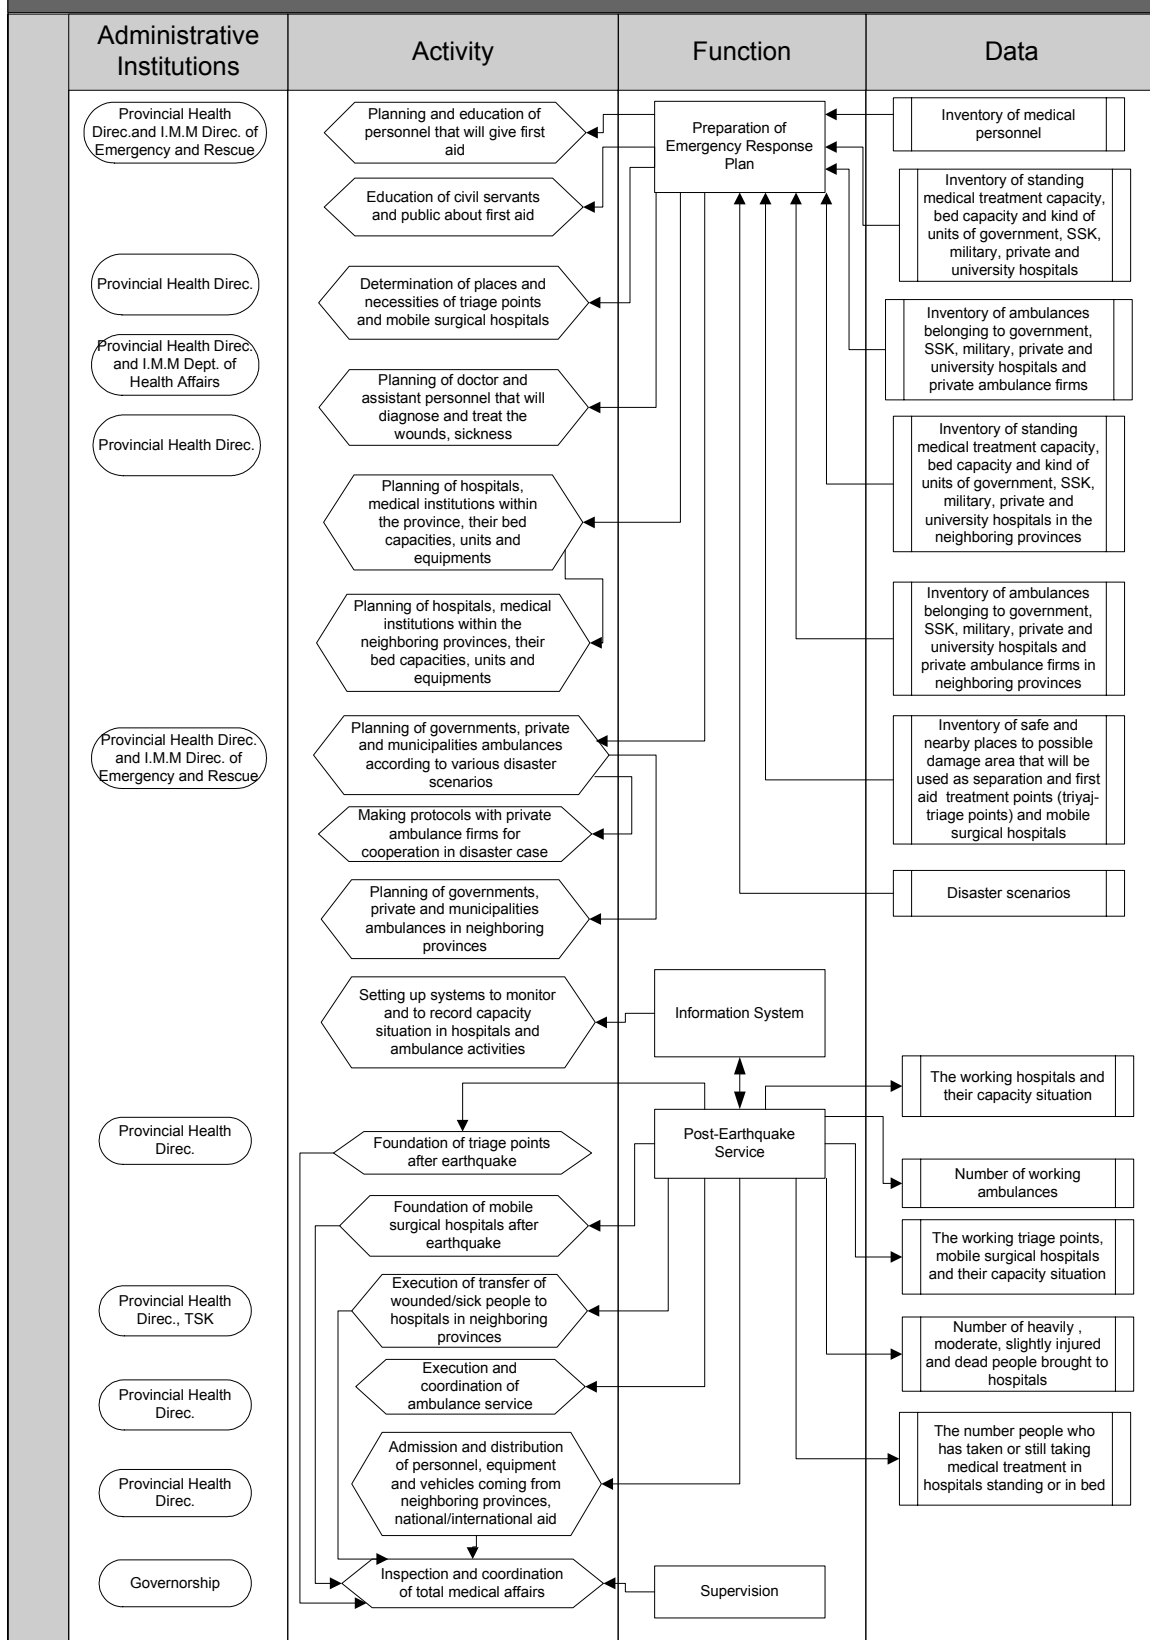 Administrative
Institutions
Activity
Function
Data
Provincial Health
Direc.and I.M.M Direc. of
Emergency and Rescue
Planning and education of
personnel that will give first
aid
Preparation of
Emergency Response
Plan
Inventory of medical
personnel
Education of civil servants
and public about first aid
Inventory of standing
medical treatment capacity,
bed capacity and kind of
units of government, SSK,
military, private and
university hospitals
Provincial Health Direc.
Determination of places and
necessities of triage points
and mobile surgical hospitals
Inventory of ambulances
belonging to government,
SSK, military, private and
university hospitals and
private ambulance firms
Provincial Health Direc.
and I.M.M Dept. of
Health Affairs
Planning of doctor and
assistant personnel that will
diagnose and treat the
wounds, sickness
Provincial Health Direc.
Inventory of standing
medical treatment capacity,
bed capacity and kind of
units of government, SSK,
military, private and
university hospitals in the
neighboring provinces
Planning of hospitals,
medical institutions within
the province, their bed
capacities, units and
equipments
Planning of hospitals, medical
institutions within the
neighboring provinces, their
bed capacities, units and
equipments
Inventory of ambulances
belonging to government,
SSK, military, private and
university hospitals and
private ambulance firms in
neighboring provinces
Provincial Health Direc.
and I.M.M Direc. of
Emergency and Rescue
Planning of governments, private
and municipalities ambulances
according to various disaster
scenarios
Inventory of safe and
nearby places to possible
damage area that will be
used as separation and first
aid  treatment points (triyaj-
triage points) and mobile
surgical hospitals
Making protocols with private
ambulance firms for
cooperation in disaster case
Planning of governments,
private and municipalities
ambulances in neighboring
provinces
Disaster scenarios
Setting up systems to monitor
and to record capacity
situation in hospitals and
ambulance activities
Information System
The working hospitals and
their capacity situation
Provincial Health
Direc.
Foundation of triage points
after earthquake
Post-Earthquake
Service
Number of working
ambulances
Foundation of mobile
surgical hospitals after
earthquake
The working triage points,
mobile surgical hospitals
and their capacity situation
Provincial Health
Direc., TSK
Execution of transfer of
wounded/sick people to
hospitals in neighboring
provinces
Number of heavily ,
moderate, slightly injured
and dead people brought to
hospitals
Provincial Health
Direc.
Execution and
coordination of
ambulance service
The number people who
has taken or still taking
medical treatment in
hospitals standing or in bed
Provincial Health
Direc.
Admission and distribution
of personnel, equipment
and vehicles coming from
neighboring provinces,
national/international aid
Governorship
Inspection and coordination
of total medical affairs
Supervision